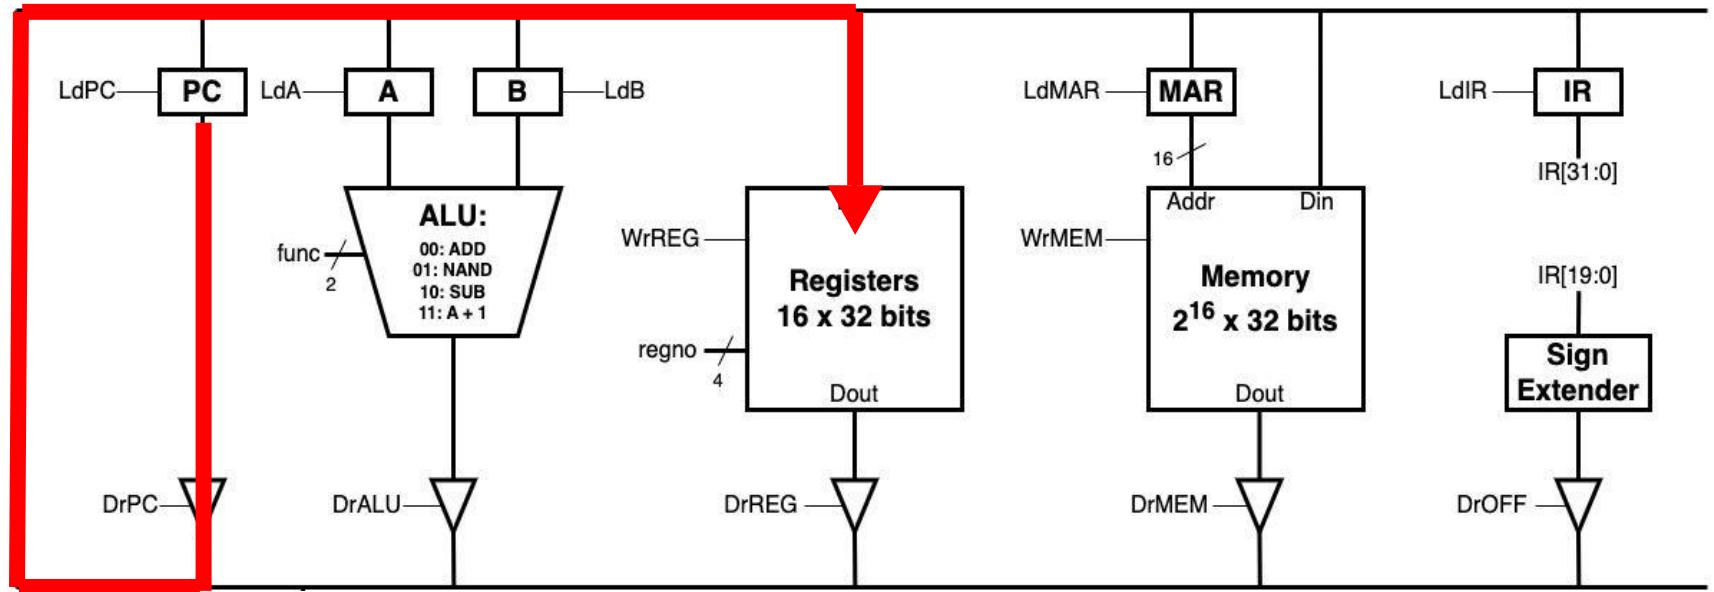 LdPC
PC
LdA
A
B
LdB
LdMAR
MAR
LdIR
IR
16
IR[31:0]
ALU:
00: ADD
01: NAND
10: SUB
11: A + 1
func
2
WrREG
Registers
16 x 32 bits
regno
4
Dout
Addr
Din
WrMEM
Memory
2^16 x 32 bits
Dout
IR[19:0]
Sign
Extender
DrPC
DrALU
DrREG
DrMEM
DrOFF